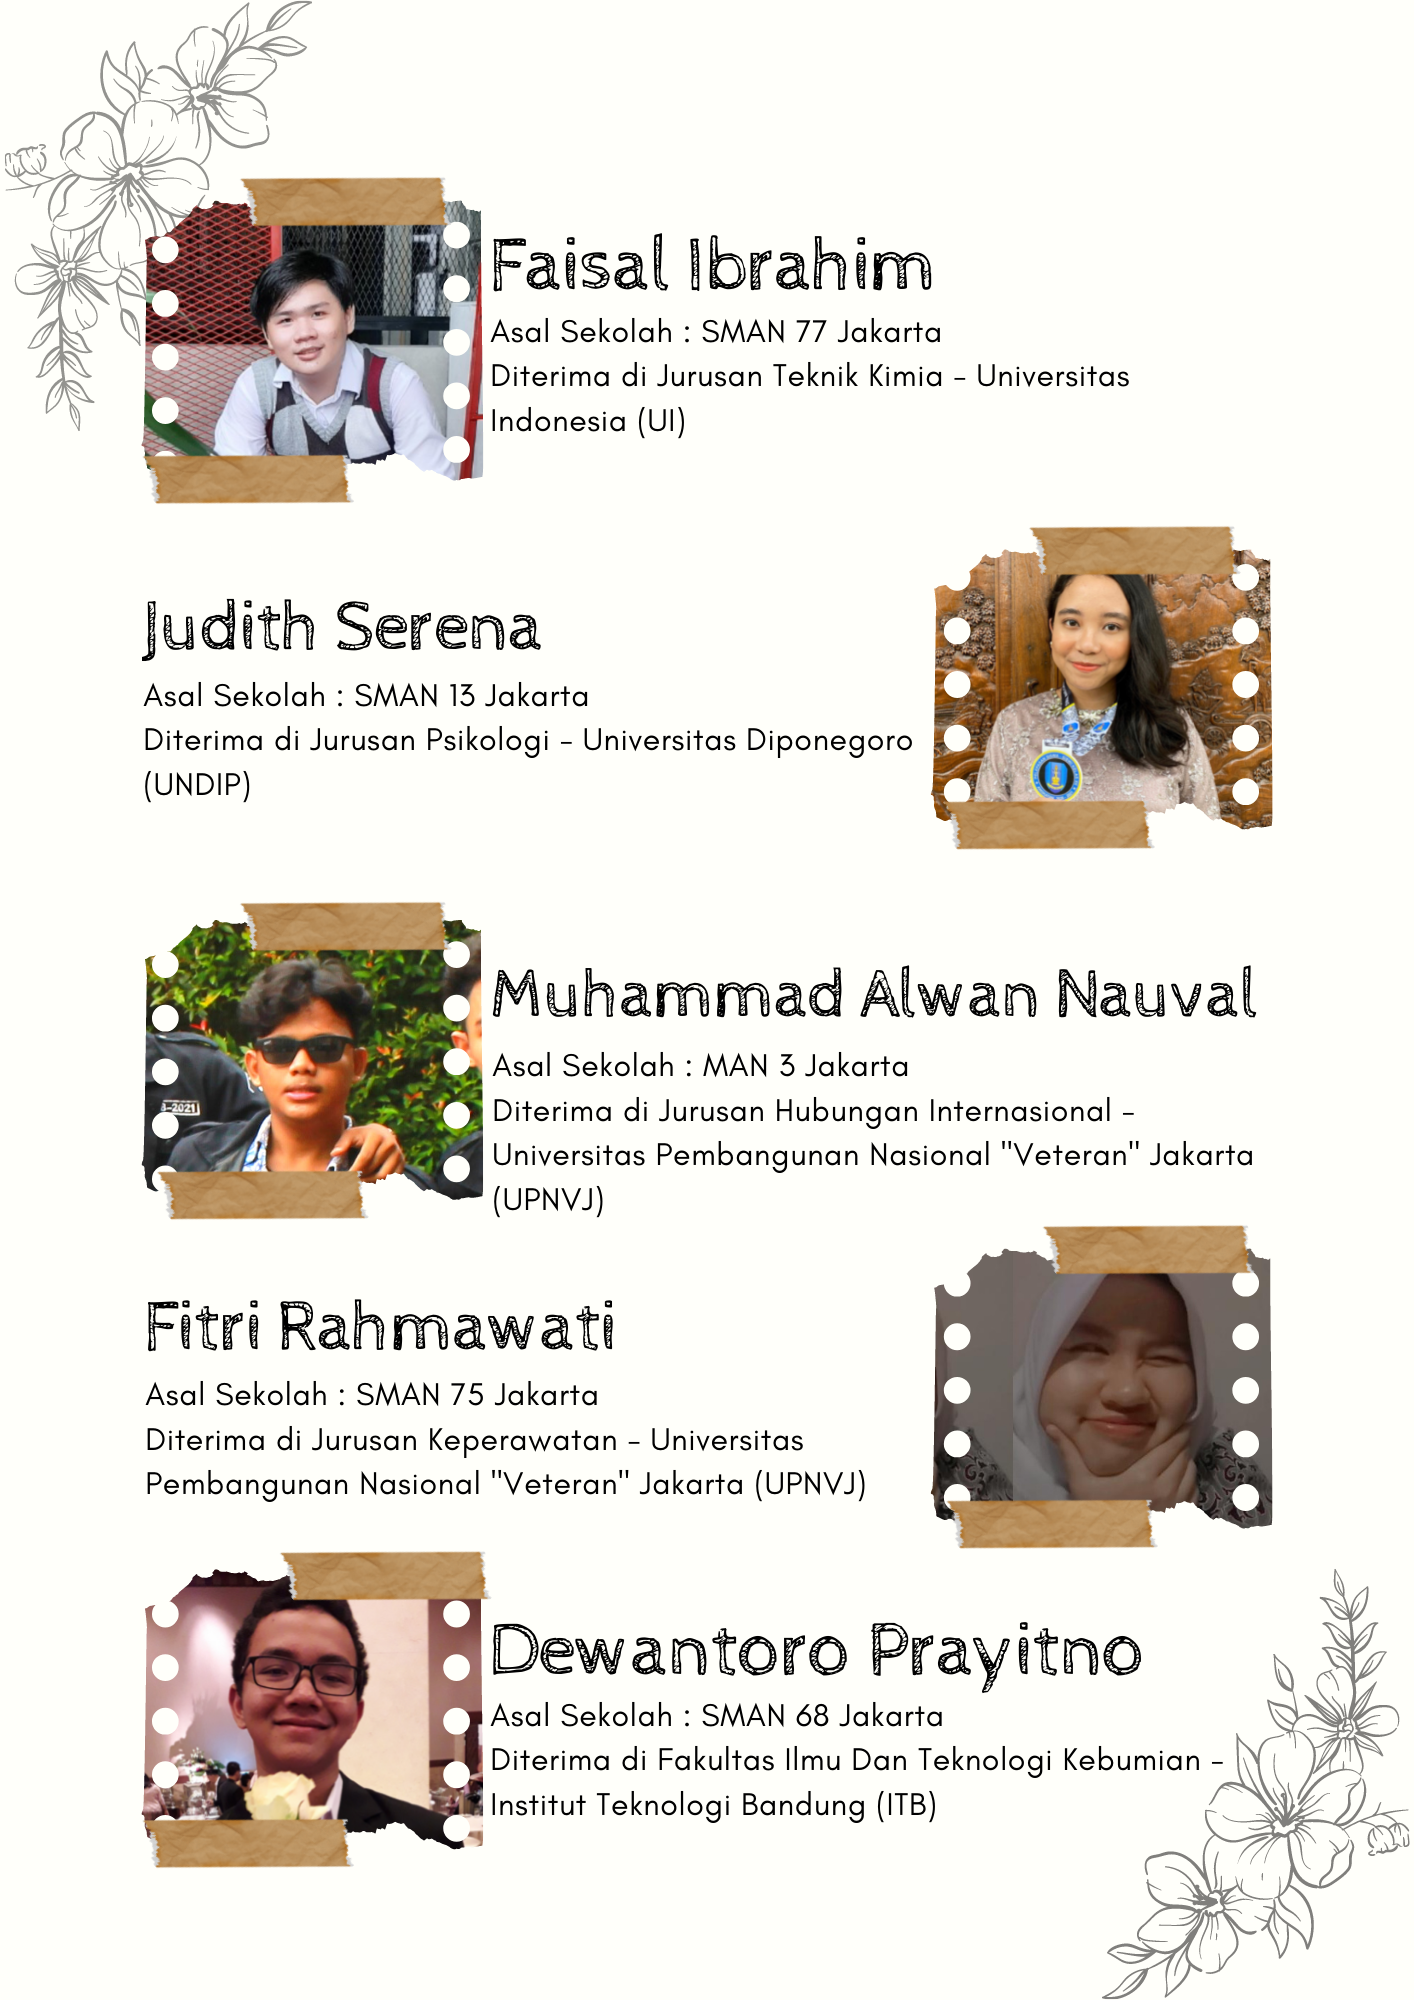 Faisal Ibrahim
Asal Sekolah : SMAN 77 Jakarta
Diterima di Jurusan Teknik Kimia - Universitas
Indonesia (UI)
Judith Serena
Asal Sekolah : SMAN 13 Jakarta
Diterima di Jurusan Psikologi - Universitas Diponegoro
(UNDIP)
Muhammad Alwan Nauval
Asal Sekolah : MAN 3 Jakarta
Diterima di Jurusan Hubungan Internasional -
Universitas Pembangunan Nasional "Veteran" Jakarta
(UPNVJ)
-2021
Fitri Rahmawati
Asal Sekolah : SMAN 75 Jakarta
Diterima di Jurusan Keperawatan - Universitas
Pembangunan Nasional "Veteran" Jakarta (UPNVJ)
Dewantoro Prayitno
Asal Sekolah : SMAN 68 Jakarta
Diterima di Fakultas Ilmu Dan Teknologi Kebumian -
Institut Teknologi Bandung (ITB)